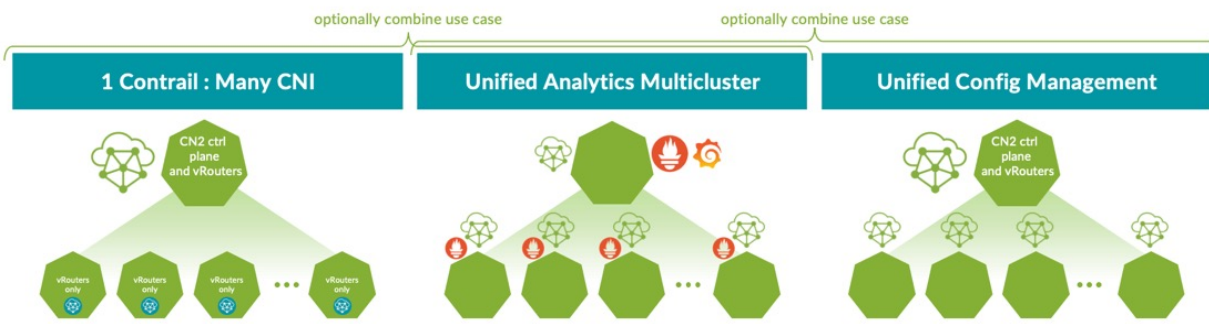 optionally combine use case
optionally combine use case
1 Contrail : Many CNI
Unified Analytics Multicluster
Unified Config Management
CN2 ctrl
plane
and vRouters
CN2 ctrl
plane
and vRouters
vRouters
only
vRouters
only
vRouters
only
vRouters
only